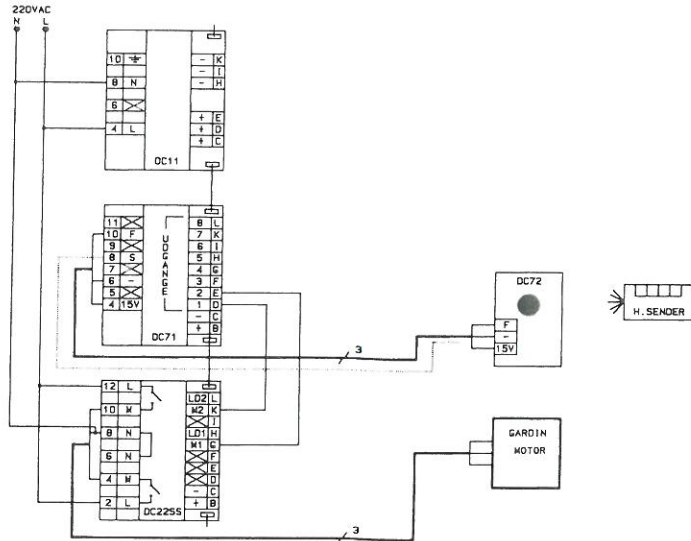 220VAC
N L
10 ⏚ - K
- I
8 N - H
6
+ E
4 L + D
+ C
DC11
11 8 L
10 F 7 K
9 6 I
8 S 5 H
7 4 G
6 - 3 F
5 2 E
4 15V 1 D
- C
+ B
UDGANGE
DC71
DC72
F
-
15V
H.SENDER
3
12 L LD2 L
10 M M2 K
I
8 N LD1 H
M1 G
6 N F
E
4 M D
- C
2 L + B
DC225S
GARDIN
MOTOR
3